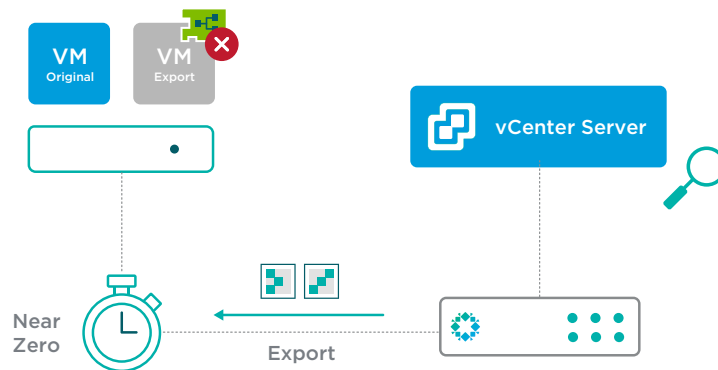 VM
Original
VM
Export
vCenter Server
Near
Zero
Export